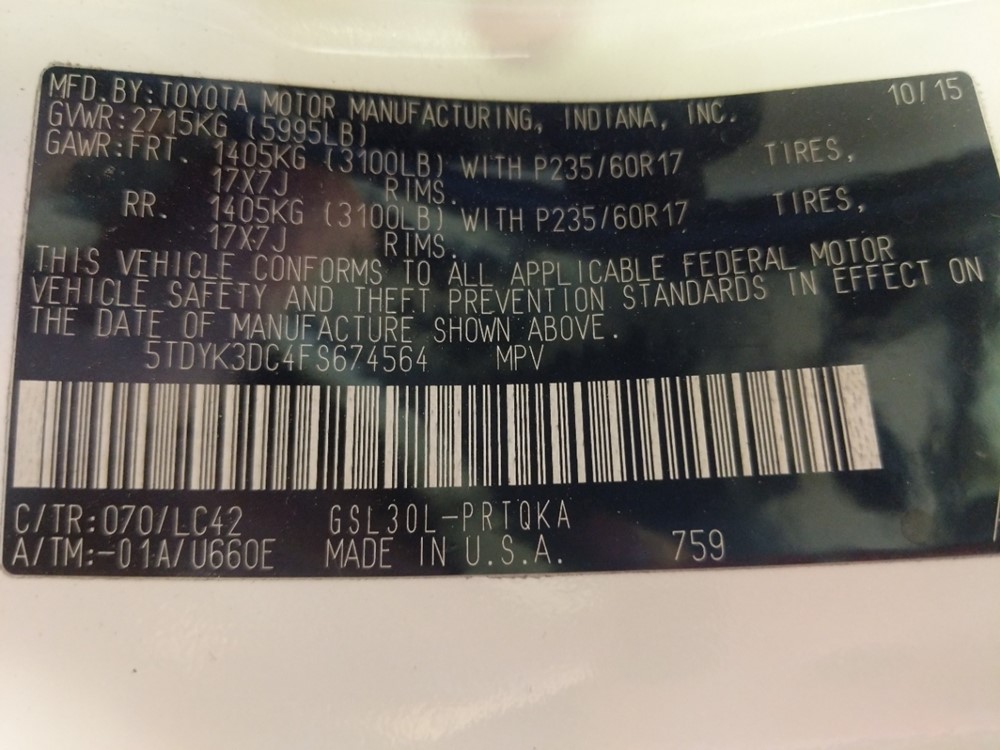 MFD. BY: TOYOTA MOTOR MANUFACTURING, INDIANA, INC. 10/15
GVWR: 2715KG (5995LB)
GAWR: FRT. 1405KG (3100LB) WITH P235/60R17 TIRES,
17X7J RIMS.
RR. 1405KG (3100LB) WITH P235/60R17 TIRES,
17X7J RIMS.
THIS VEHICLE CONFORMS TO ALL APPLICABLE FEDERAL MOTOR
VEHICLE SAFETY AND THEFT PREVENTION STANDARDS IN EFFECT ON
THE DATE OF MANUFACTURE SHOWN ABOVE.
5TDYK3DC4FS674564 MPV
C/TR: 070/LC42 GSL30L-PRTQKA
A/TM: -01A/U660E MADE IN U.S.A. 759